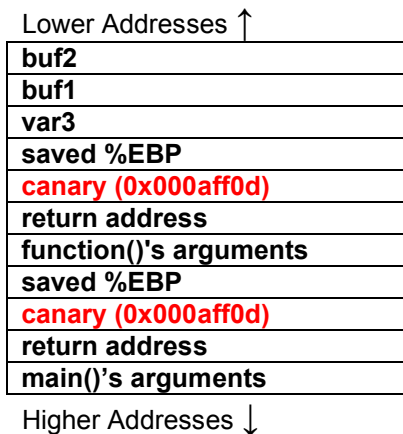 Lower Addresses ↑
buf2
buf1
var3
saved %EBP
canary (0x000aff0d)
return address
function()'s arguments
saved %EBP
canary (0x000aff0d)
return address
main()’s arguments
Higher Addresses ↓